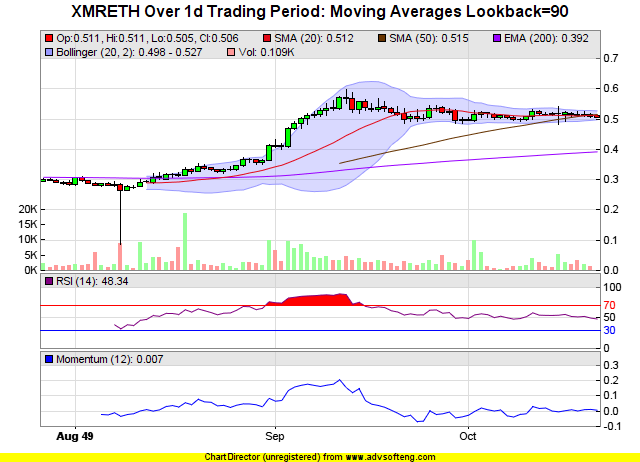 XMRETH Over 1d Trading Period: Moving Averages Lookback=90
Op:0.511, Hi:0.511, Lo:0.505, Cl:0.506 SMA (20): 0.512 SMA (50): 0.515 EMA (200): 0.392
Bollinger (20, 2): 0.498 - 0.527 Vol: 0.109K
0.7
0.6
0.5
0.4
0.3
20K 0.2
15K
10K 0.1
5K
0K 0.0
RSI (14): 48.34 100
70
50
30
0
Momentum (12): 0.007 0.3
0.2
0.1
0.0
-0.1
Aug 49 Sep Oct
Chart Director (unregistered) from www.advsofteng.com